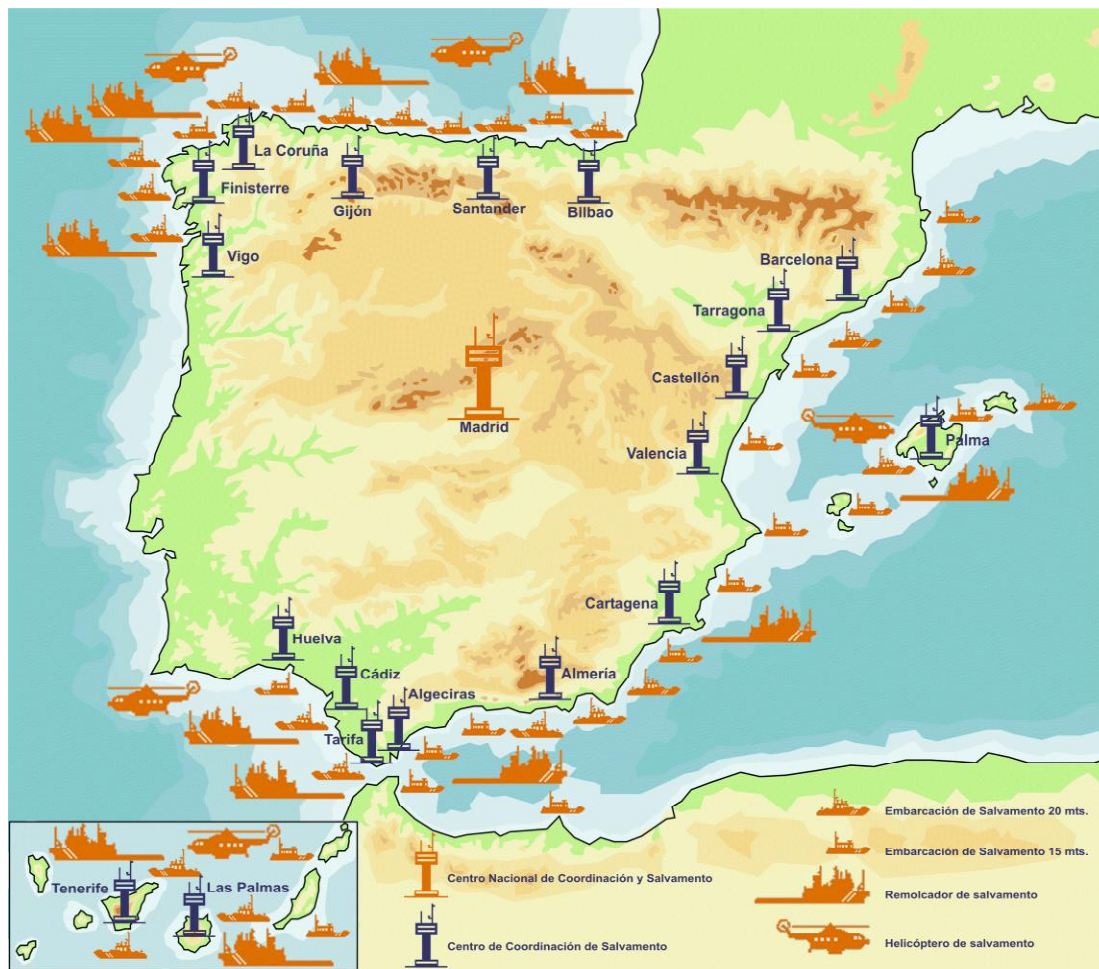 La Coruña
Finisterre
Gijón
Santander
BIlbao
Vigo
Barcelona
Tarragona
Castellón
Madrid
Valencia
Palma
Cartagena
Huelva
Cádiz
Almería
Algeciras
Tarifa
Tenerife
Las Palmas
Embarcación de Salvamento 20 mts.
Embarcación de Salvamento 15 mts.
Centro Nacional de Coordinación y Salvamento
Remolcador de salvamento
Centro de Coordinación de Salvamento
Helicóptero de salvamento